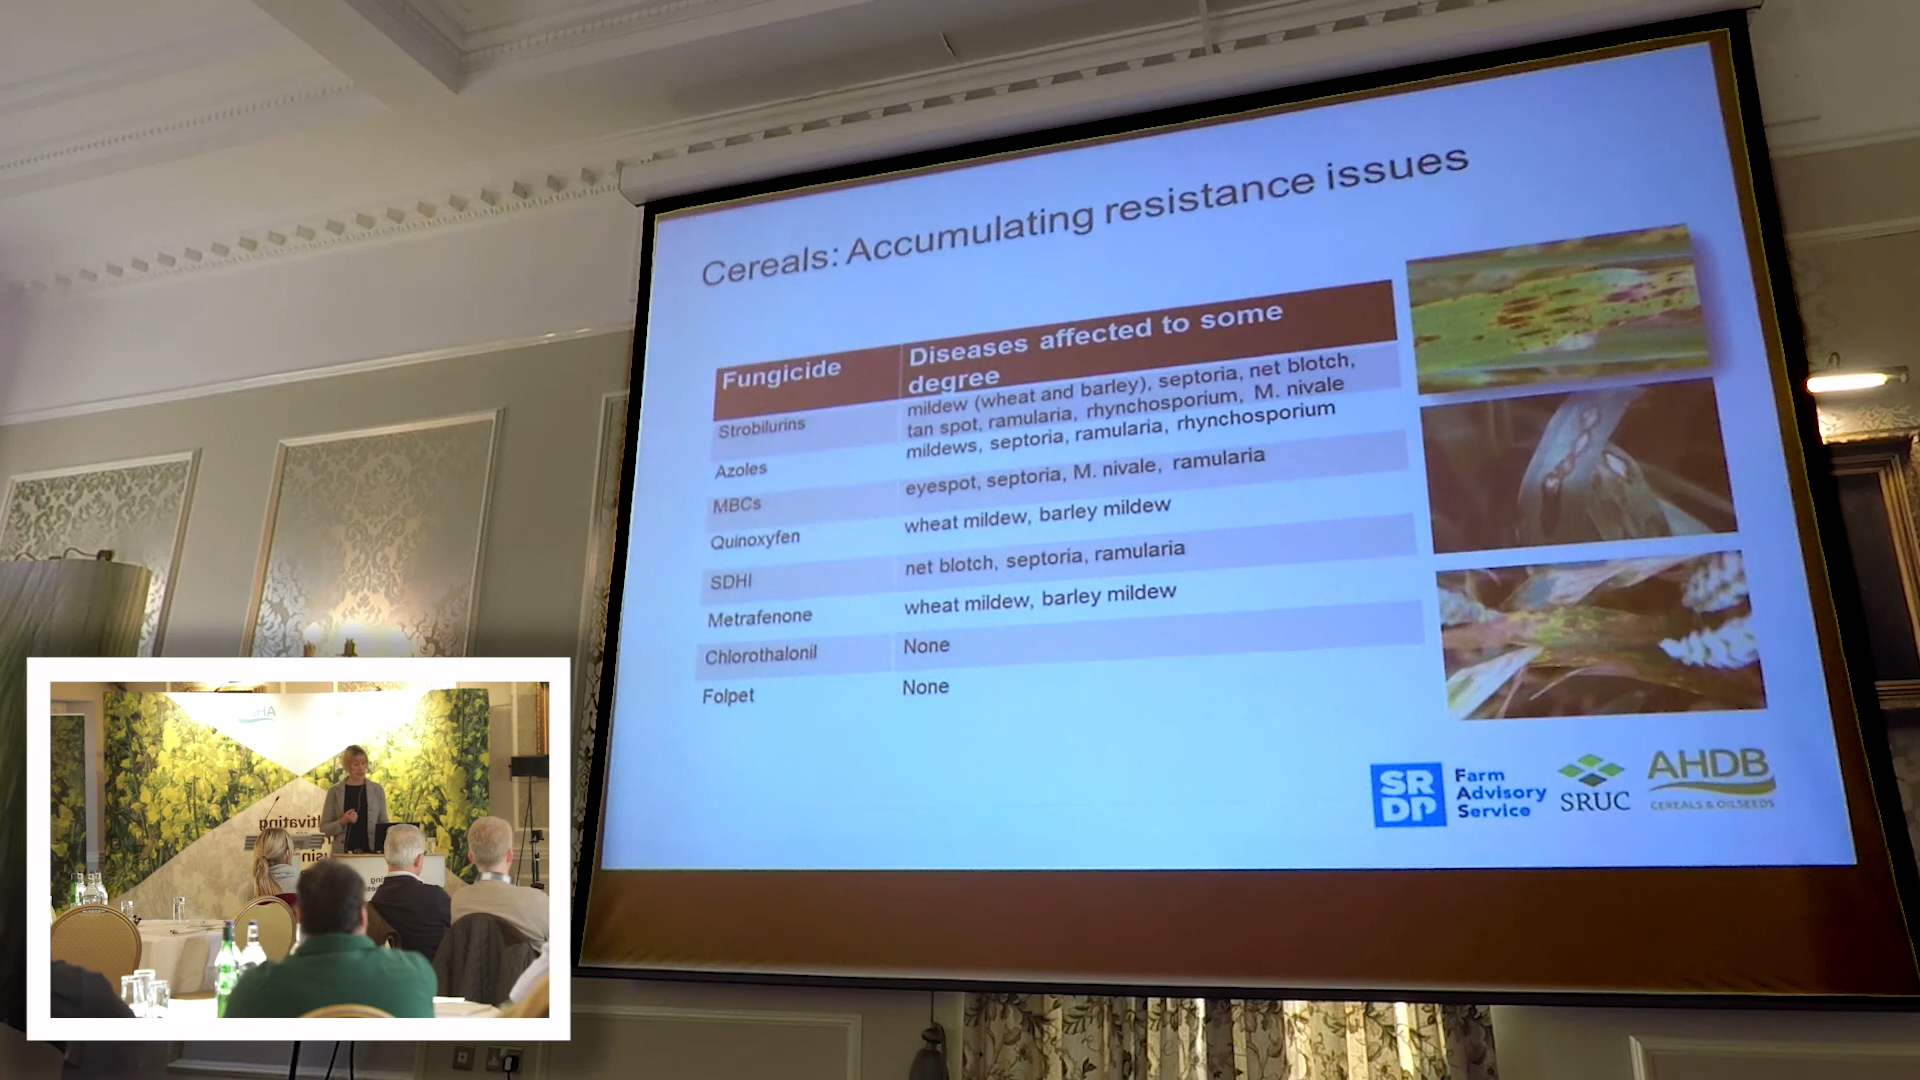 Cereals: Accumulating resistance issues
Fungicide
Diseases affected to some
degree
Strobilurins
mildew (wheat and barley), septoria, net blotch,
tan spot, ramularia, rhynchosporium, M. nivale
Azoles
mildews, septoria, ramularia, rhynchosporium
MBCs
eyespot, septoria, M. nivale, ramularia
Quinoxyfen
wheat mildew, barley mildew
SDHI
net blotch, septoria, ramularia
Metrafenone
wheat mildew, barley mildew
Chlorothalonil
None
Folpet
None
SR
DP
Farm
Advisory
Service
SRUC
AHDB
CEREALS & OILSEEDS